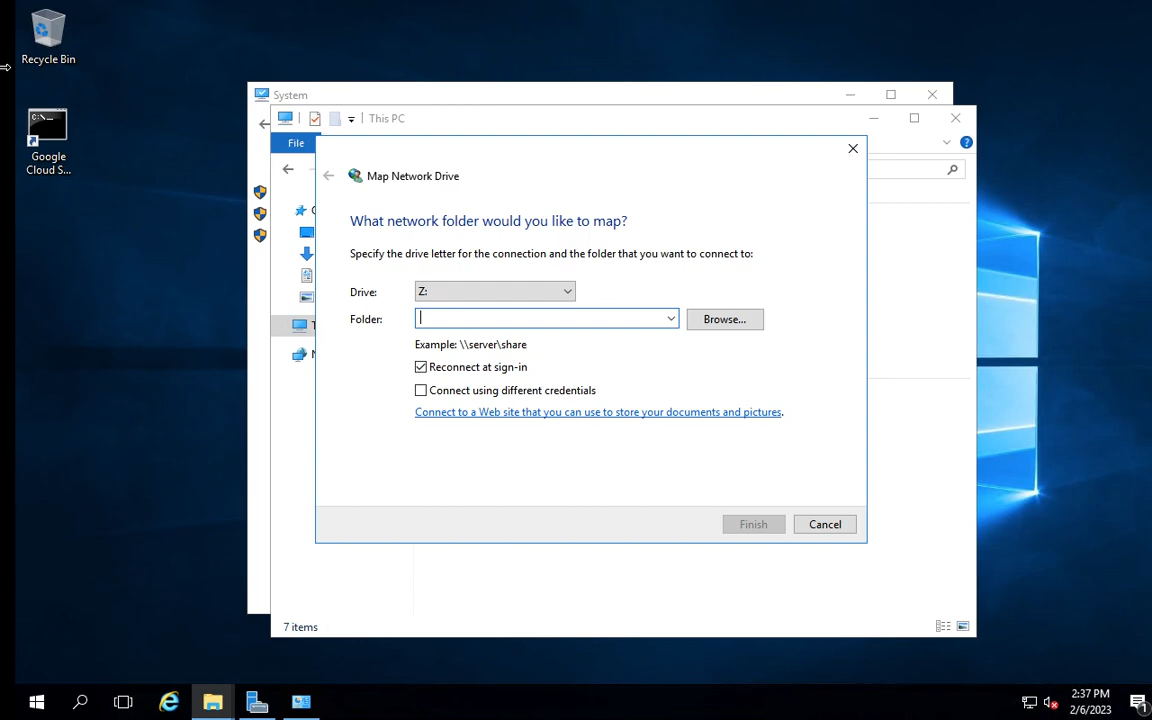 Recycle Bin
Google
Cloud S...
System
This PC
File
Map Network Drive
What network folder would you like to map?
Specify the drive letter for the connection and the folder that you want to connect to:
Drive:
Z:
Folder:
Browse...
Example: \\server\share
Reconnect at sign-in
Connect using different credentials
Connect to a Web site that you can use to store your documents and pictures.
Finish
Cancel
7 items
2:37 PM
2/6/2023
1